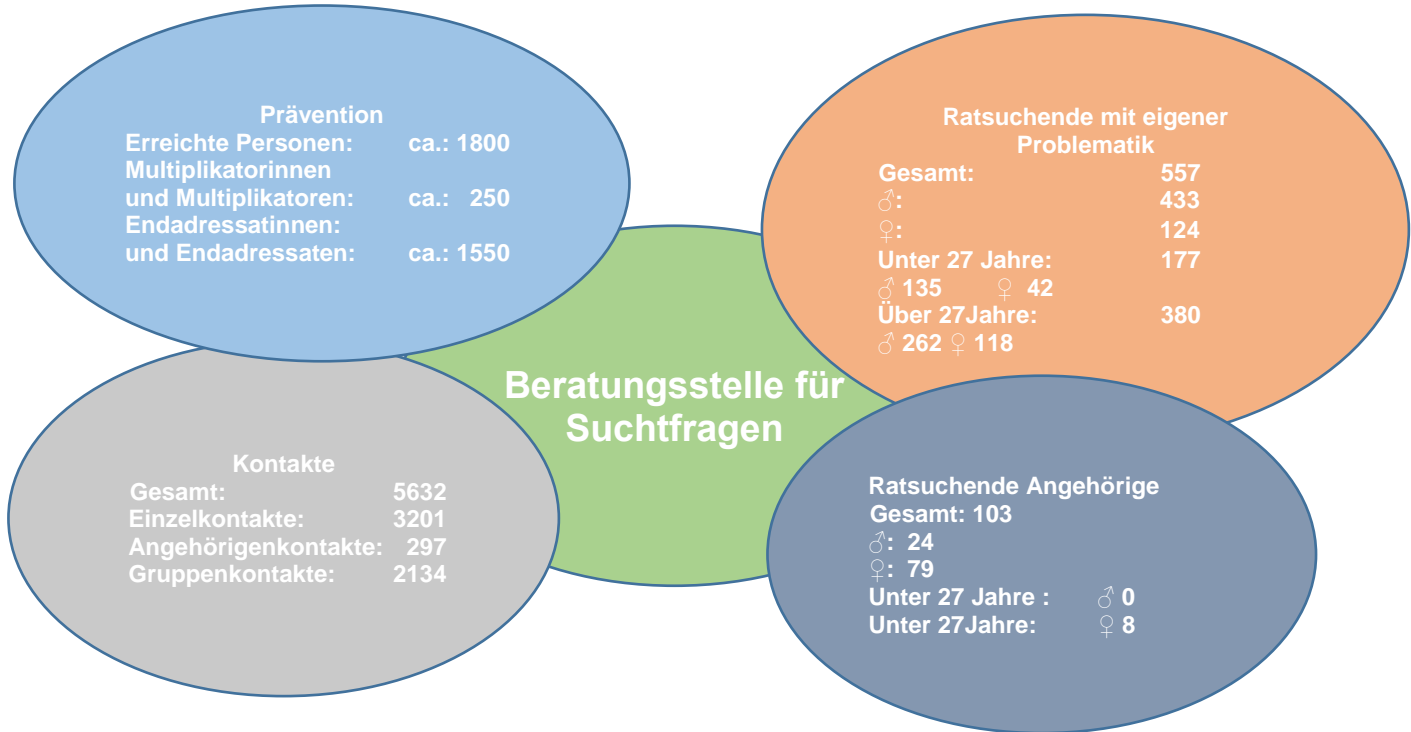 Prävention
Erreichte Personen: ca.: 1800
Multiplikatorinnen
und Multiplikatoren: ca.: 250
Endadressatinnen:
und Endadressaten: ca.: 1550
Ratsuchende mit eigener
Problematik
Gesamt: 557
♂: 433
♀: 124
Unter 27 Jahre: 177
♂ 135 ♀ 42
Über 27Jahre: 380
♂ 262 ♀ 118
Beratungsstelle für
Suchtfragen
Kontakte
Gesamt: 5632
Einzelkontakte: 3201
Angehörigenkontakte: 297
Gruppenkontakte: 2134
Ratsuchende Angehörige
Gesamt: 103
♂: 24
♀: 79
Unter 27 Jahre : ♂ 0
Unter 27Jahre: ♀ 8